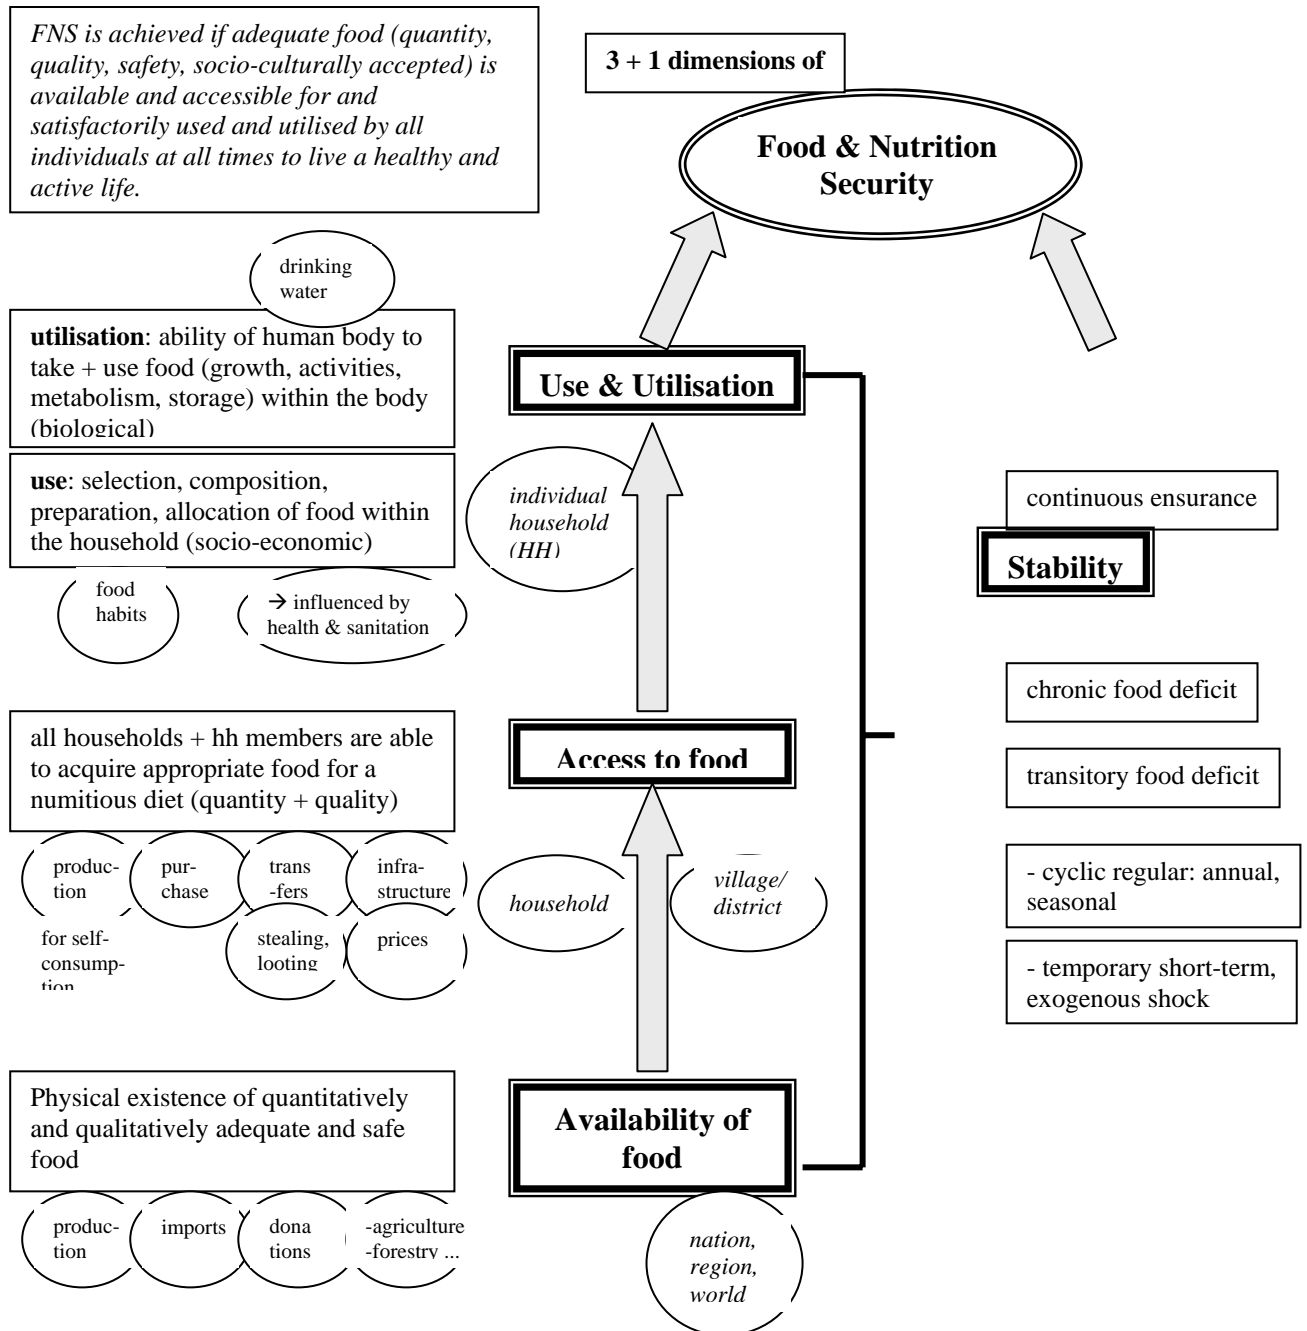 FNS is achieved if adequate food (quantity,
quality, safety, socio-culturally accepted) is
available and accessible for and
satisfactorily used and utilised by all
individuals at all times to live a healthy and
active life.
3 + 1 dimensions of
Food & Nutrition
Security
drinking
water
utilisation: ability of human body to
take + use food (growth, activities,
metabolism, storage) within the body
(biological)
Use & Utilisation
use: selection, composition,
preparation, allocation of food within
the household (socio-economic)
individual
household
(HH)
food
habits
→ influenced by
health & sanitation
continuous ensurance
Stability
chronic food deficit
transitory food deficit
- cyclic regular: annual,
seasonal
- temporary short-term,
exogenous shock
all households + hh members are able
to acquire appropriate food for a
numitious diet (quantity + quality)
Access to food
produc-
tion
for self-
consump-
tion
pur-
chase
trans
-fers
infra-
structure
stealing,
looting
prices
household
village/
district
Physical existence of quantitatively
and qualitatively adequate and safe
food
Availability of
food
produc-
tion
imports
dona
tions
-agriculture
-forestry ...
nation,
region,
world